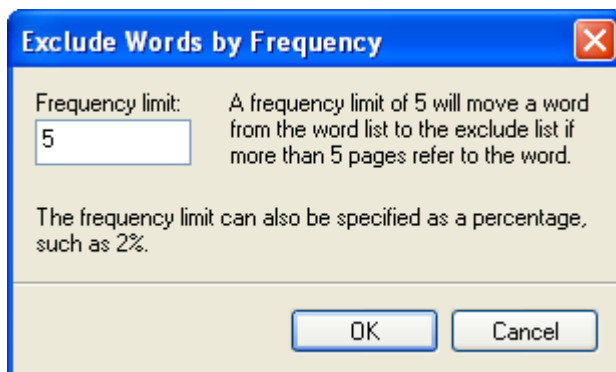 Exclude Words by Frequency
Frequency limit:
5
A frequency limit of 5 will move a word
from the word list to the exclude list if
more than 5 pages refer to the word.
The frequency limit can also be specified as a percentage,
such as 2%.
OK
Cancel